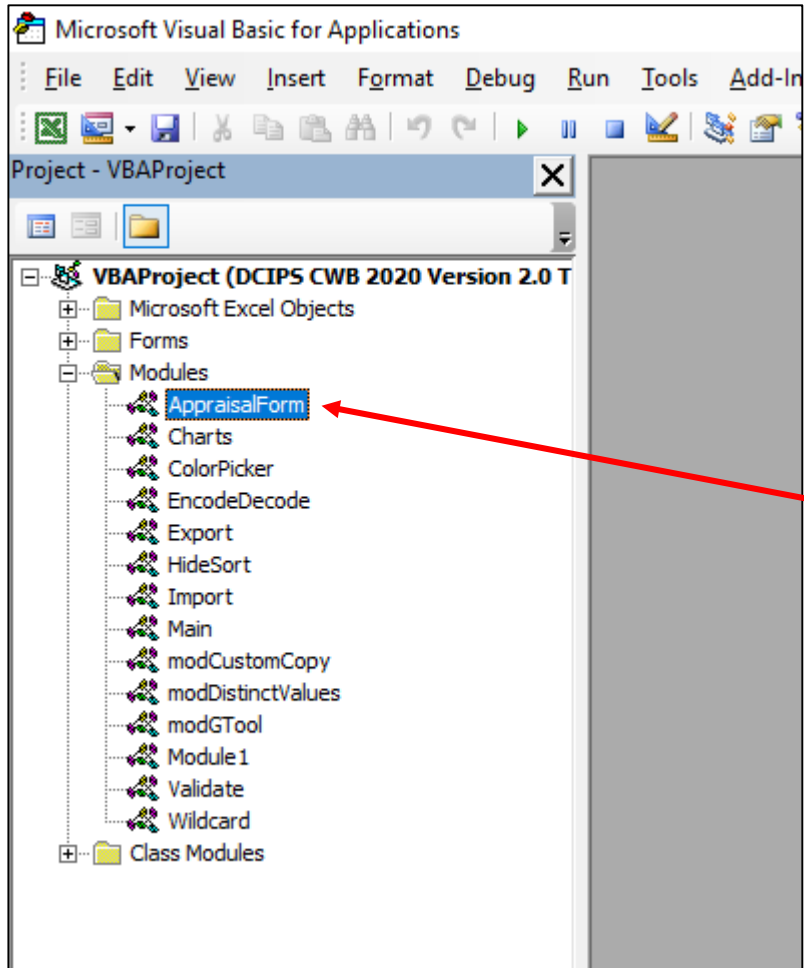 Microsoft Visual Basic for Applications
File Edit View Insert Format Debug Run Tools Add-In
Project - VBAProject
VBAProject (DCIPS CWB 2020 Version 2.0 T
Microsoft Excel Objects
Forms
Modules
AppraisalForm
Charts
ColorPicker
EncodeDecode
Export
HideSort
Import
Main
modCustomCopy
modDistinctValues
modGTool
Module1
Validate
Wildcard
Class Modules